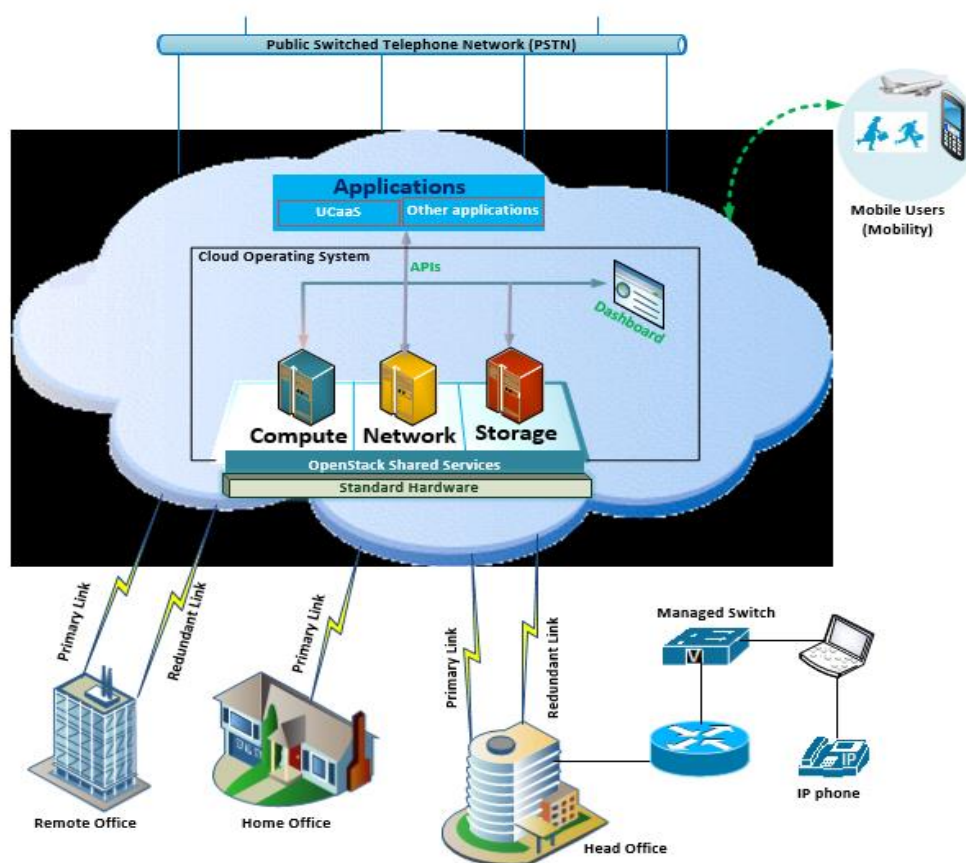 Public Switched Telephone Network (PSTN)
Mobile Users
(Mobility)
Applications
UCaaS
Other applications
Cloud Operating System
APIs
Dashboard
Compute
Network
Storage
OpenStack Shared Services
Standard Hardware
Primary Link
Redundant Link
Primary Link
Primary Link
Redundant Link
Managed Switch
V
IP
IP phone
Remote Office
Home Office
Head Office